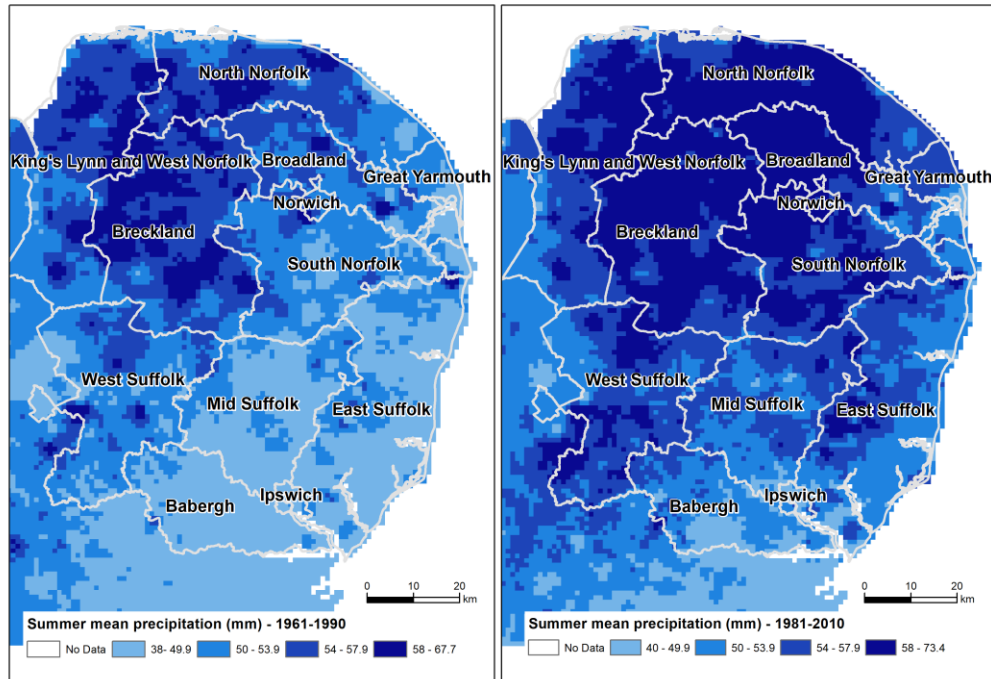 North Norfolk
King's Lynn and West Norfolk
Broadland
Great Yarmouth
Norwich
Breckland
South Norfolk
West Suffolk
Mid Suffolk
East Suffolk
Ipswich
Babergh
0 10 20
km
Summer mean precipitation (mm) - 1961-1990
No Data 38- 49.9 50 - 53.9 54 - 57.9 58 - 67.7
North Norfolk
King's Lynn and West Norfolk
Broadland
Great Yarmouth
Norwich
Breckland
South Norfolk
West Suffolk
Mid Suffolk
East Suffolk
Ipswich
Babergh
0 10 20
km
Summer mean precipitation (mm) - 1981-2010
No Data 40 - 49.9 50 - 53.9 54 - 57.9 58 - 73.4